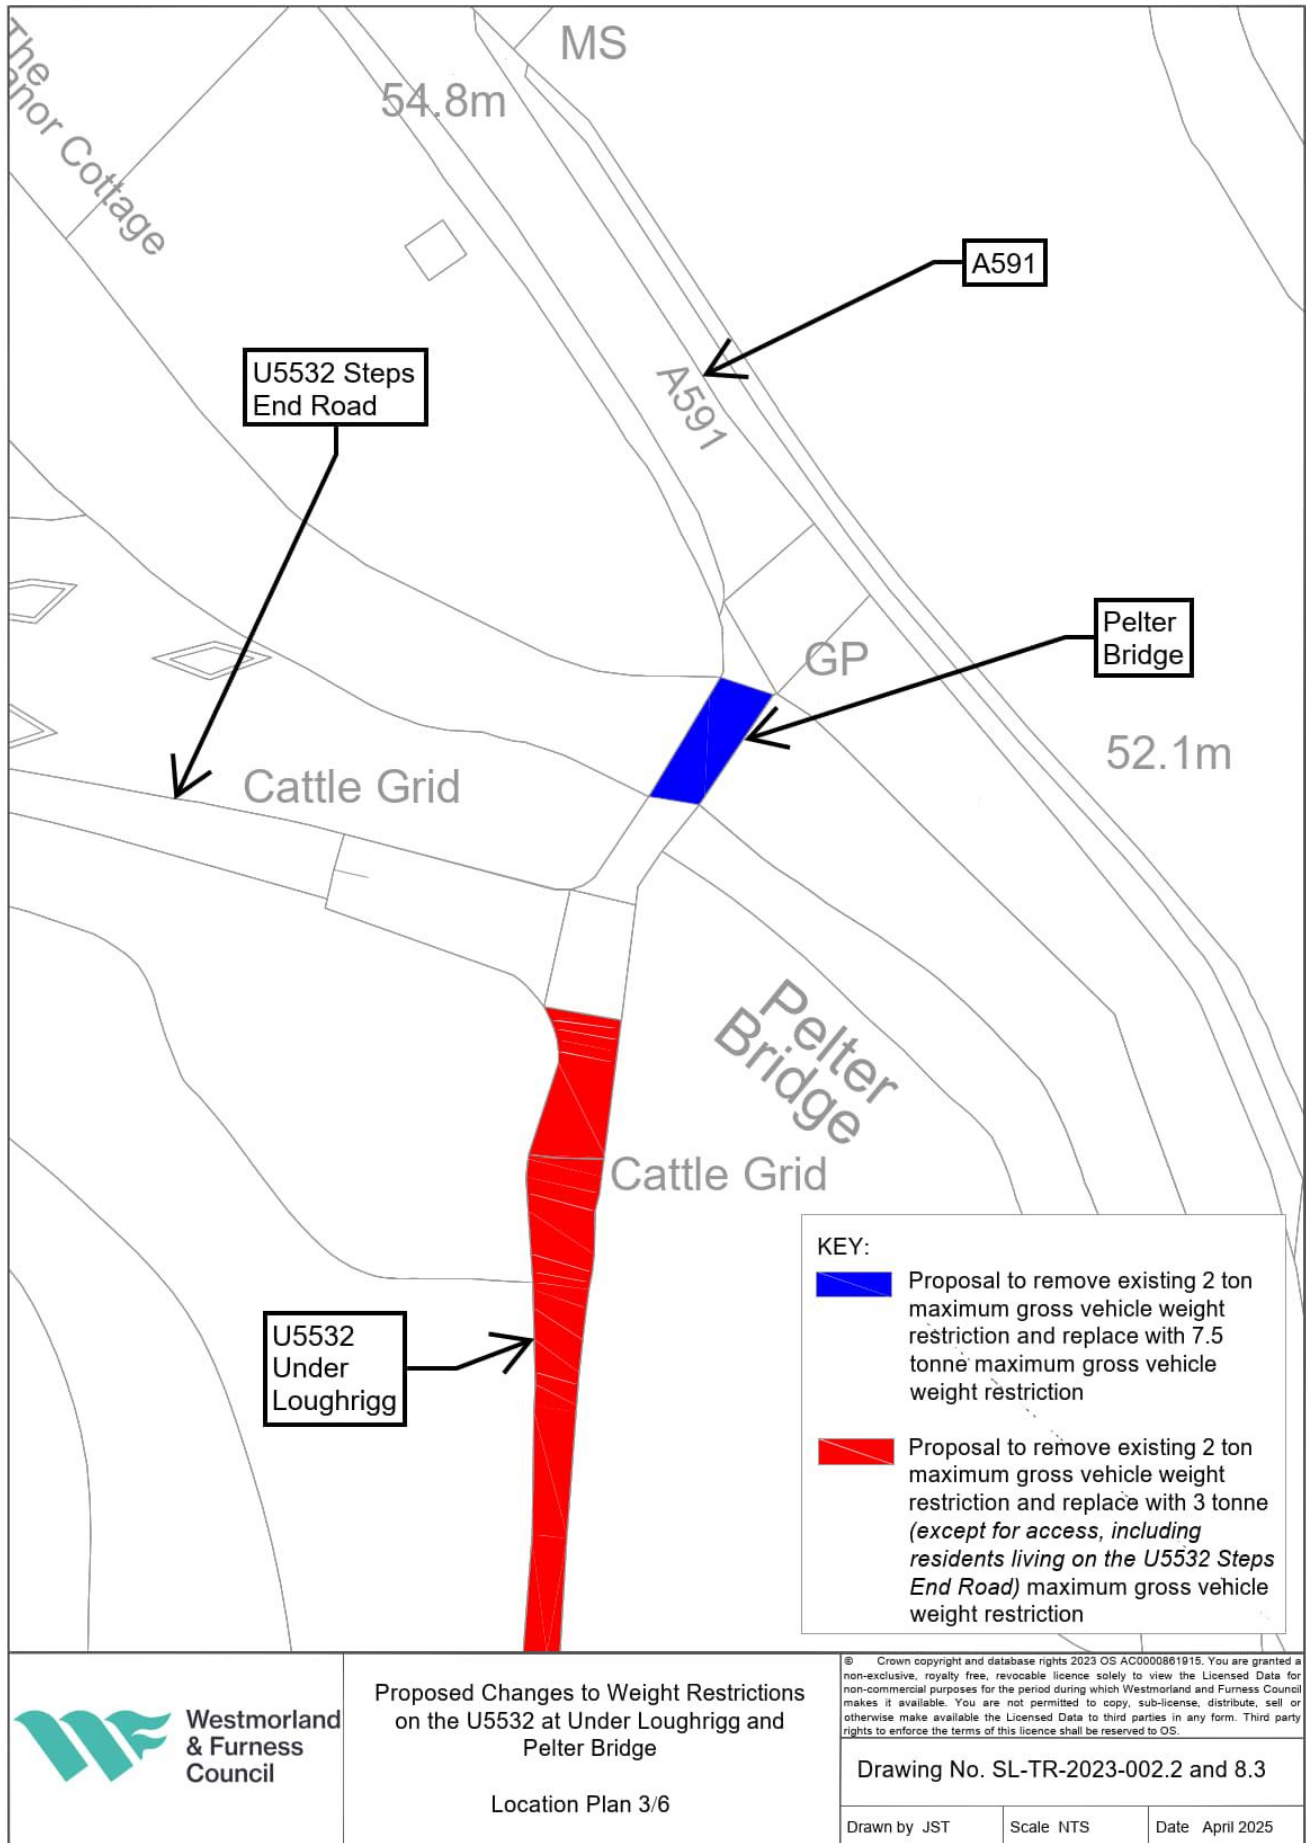 MS
54.8m
The
anor Cottage
A591
U5532 Steps
End Road
A591
Pelter
Bridge
GP
52.1m
Cattle Grid
Pelter
Bridge
Cattle Grid
U5532
Under
Loughrigg
KEY:
Proposal to remove existing 2 ton
maximum gross vehicle weight
restriction and replace with 7.5
tonne maximum gross vehicle
weight restriction
Proposal to remove existing 2 ton
maximum gross vehicle weight
restriction and replace with 3 tonne
(except for access, including
residents living on the U5532 Steps
End Road) maximum gross vehicle
weight restriction
Westmorland
& Furness
Council
Proposed Changes to Weight Restrictions
on the U5532 at Under Loughrigg and
Pelter Bridge
Location Plan 3/6
© Crown copyright and database rights 2023 OS AC0000861915. You are granted a
non-exclusive, royalty free, revocable licence solely to view the Licensed Data for
non-commercial purposes for the period during which Westmorland and Furness Council
makes it available. You are not permitted to copy, sub-license, distribute, sell or
otherwise make available the Licensed Data to third parties in any form. Third party
rights to enforce the terms of this licence shall be reserved to OS.
Drawing No. SL-TR-2023-002.2 and 8.3
Drawn by JST
Scale NTS
Date April 2025